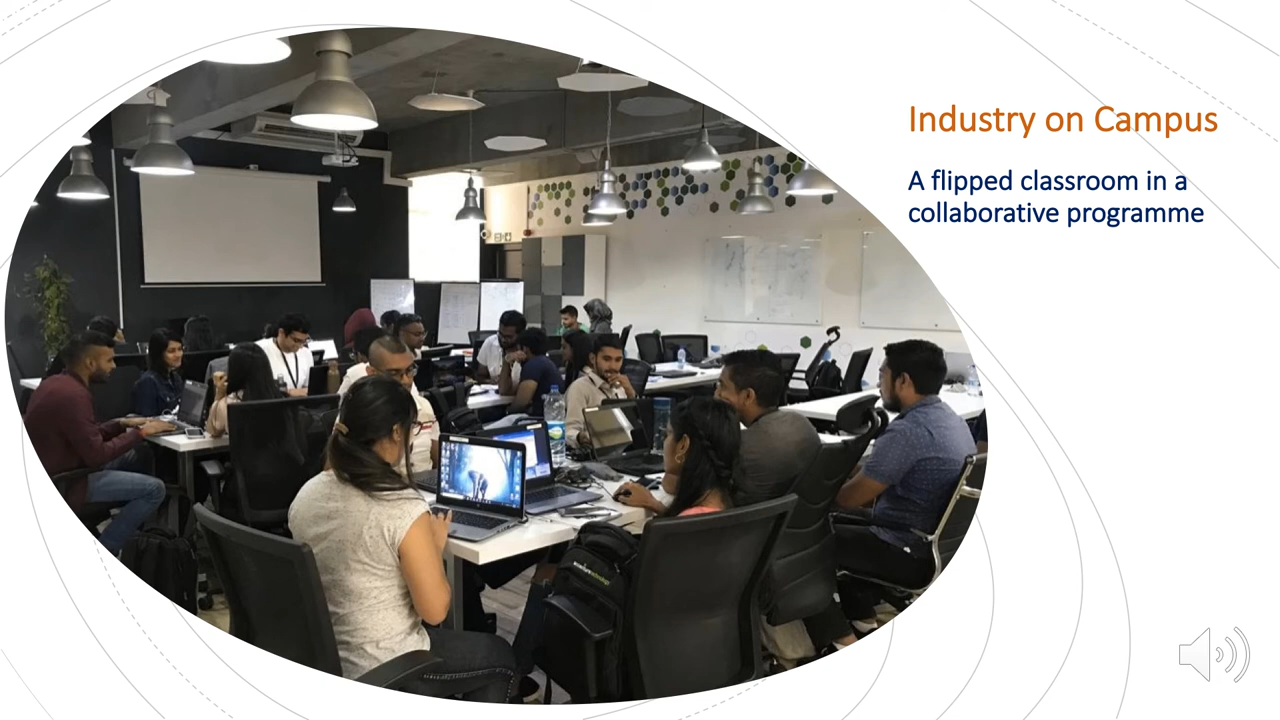 Industry on Campus
A flipped classroom in a
collaborative programme